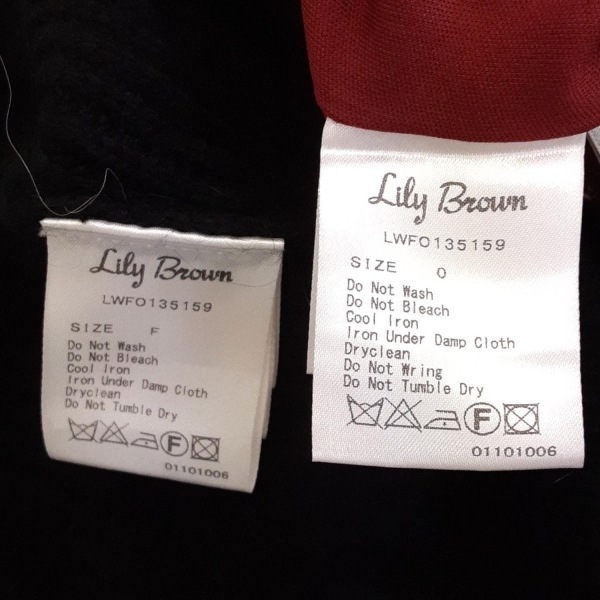 Lily Brown
LWFO135159
SIZE F
Do Not Wash
Do Not Bleach
Cool Iron
Iron Under Damp Cloth
Dryclean
Do Not Tumble Dry
F
01101006
Lily Brown
LWFO135159
SIZE 0
Do Not Wash
Do Not Bleach
Cool Iron
Iron Under Damp Cloth
Dryclean
Do Not Wring
Do Not Tumble Dry
F
01101006